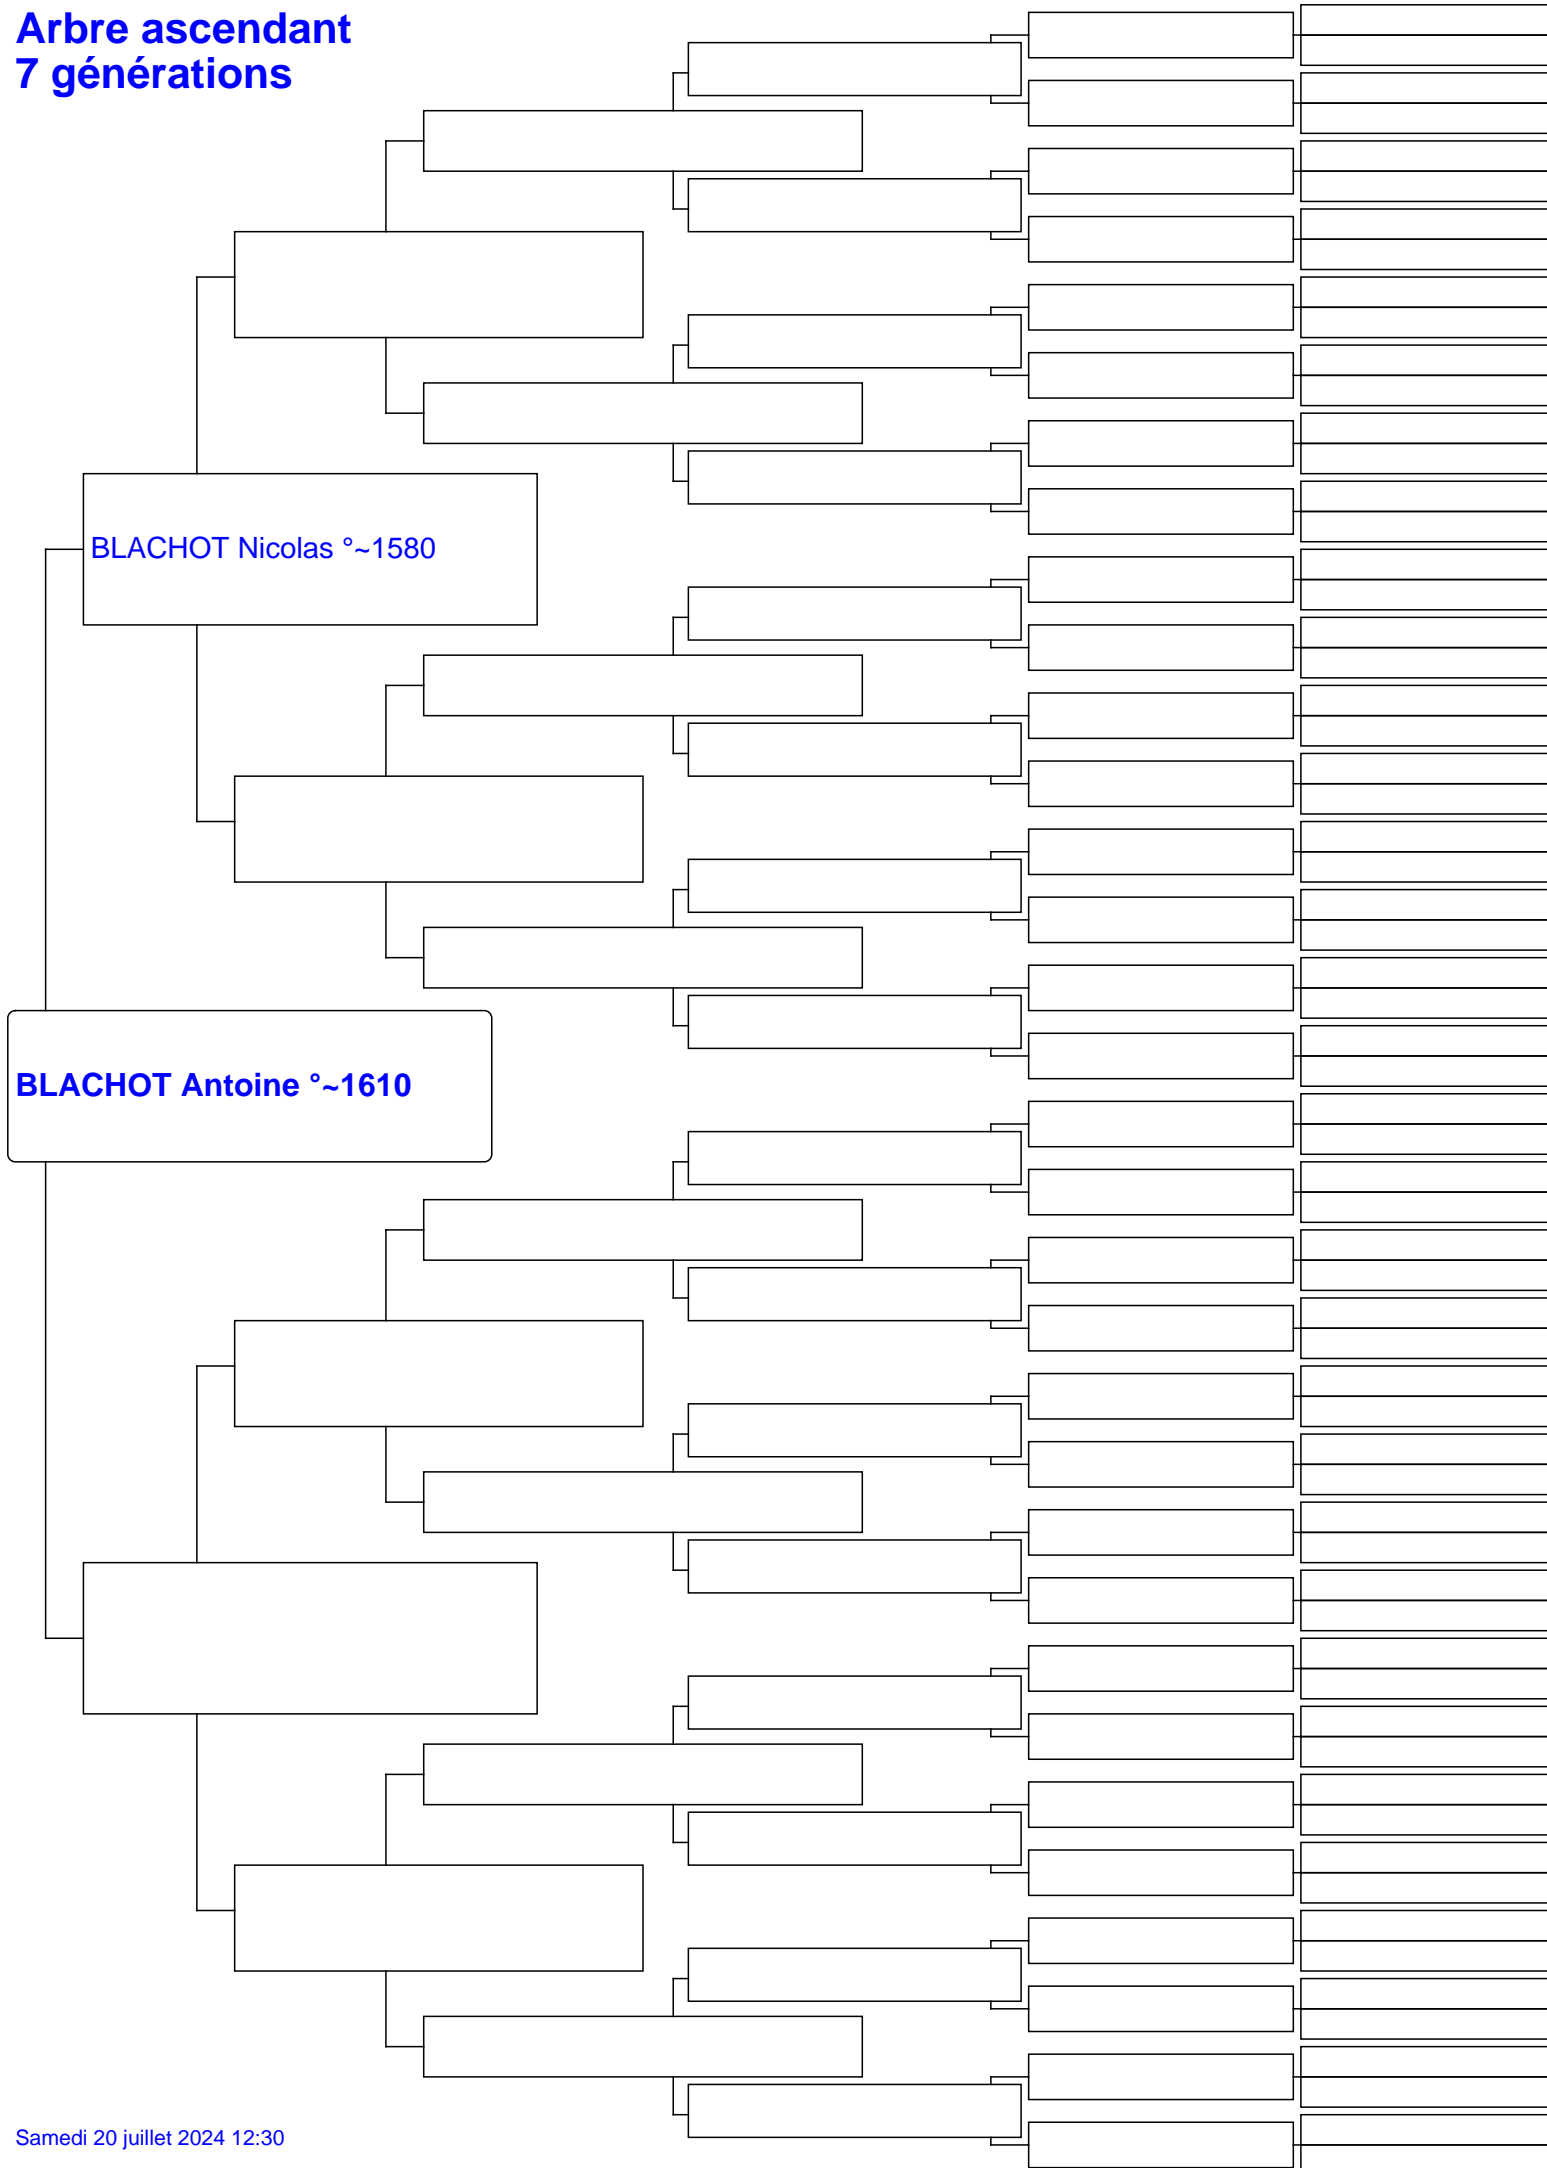 Arbre ascendant
7 générations
BLACHOT Nicolas °~1580
BLACHOT Antoine °~1610
Samedi 20 juillet 2024 12:30